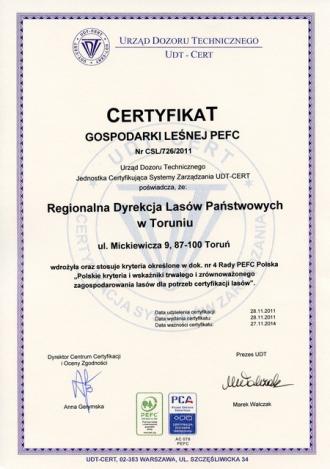 URZĄD DOZORU TECHNICZNEGO
UDT - CERT
CERTYFIKAT
GOSPODARKI LEŚNEJ PEFC
Nr CSL/726/2011
Urząd Dozoru Technicznego
Jednostka Certyfikująca Systemy Zarządzania UDT-CERT
poświadcza, że:
Regionalna Dyrekcja Lasów Państwowych
w Toruniu
ul. Mickiewicza 9, 87-100 Toruń
wdrożyła oraz stosuje kryteria określone w dok. nr 4 Rady PEFC Polska
„Polskie kryteria i wskaźniki trwałego i zrównoważonego
zagospodarowania lasów dla potrzeb certyfikacji lasów”.
Data udzielenia certyfikacji: 28.11.2011
Data wydania certyfikatu: 28.11.2011
Data ważności certyfikatu: 27.11.2014
Dyrektor Centrum Certyfikacji
i Oceny Zgodności
Prezes UDT
Anna Gołymska
Marek Walczak
PEFC
PCA
AC 078
PEFC
UDT-CERT, 02-353 WARSZAWA, UL. SZCZĘŚLIWICKA 34